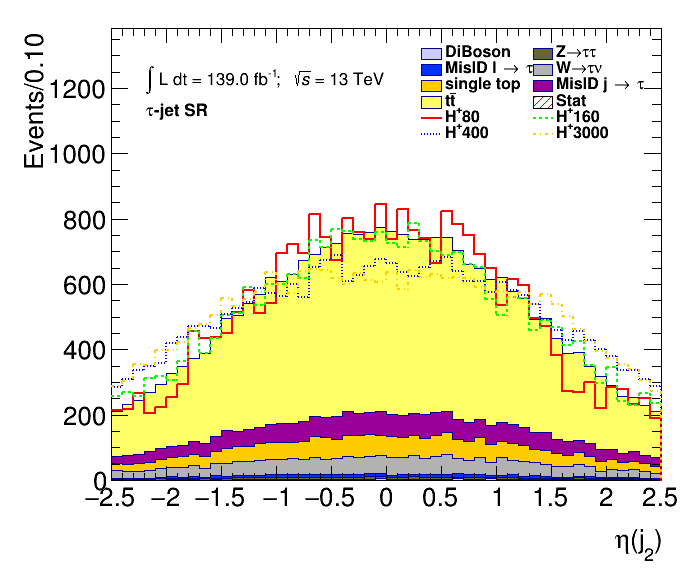 Events/0.10
1200
1000
800
600
400
200
0
∫ L dt = 139.0 fb⁻¹; √s = 13 TeV
τ-jet SR
DiBoson Z→ττ
MisID l → τ W→τν
single top MisID j → τ
tt̄ Stat
H⁺80 H⁺160
H⁺400 H⁺3000
−2.5 −2 −1.5 −1 −0.5 0 0.5 1 1.5 2 2.5
η(j₂)